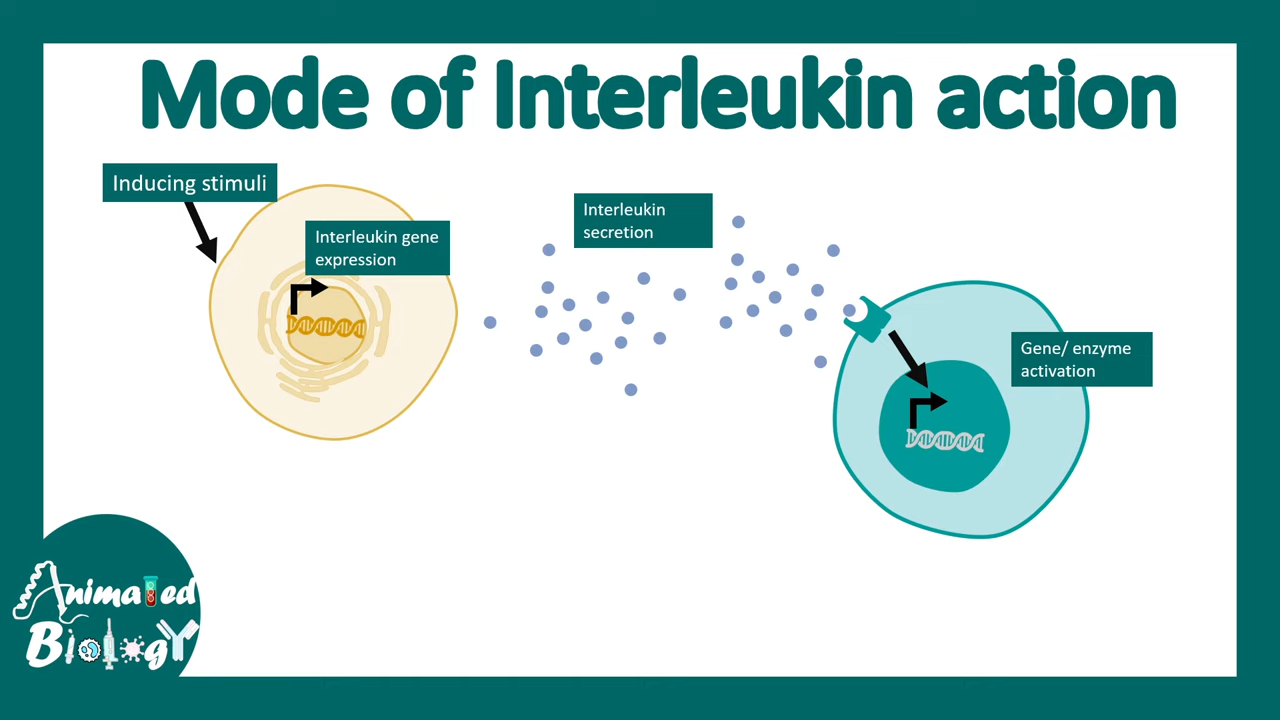 Mode of Interleukin action
Inducing stimuli
Interleukin gene
expression
Interleukin
secretion
Gene/ enzyme
activation
Animated
Biology